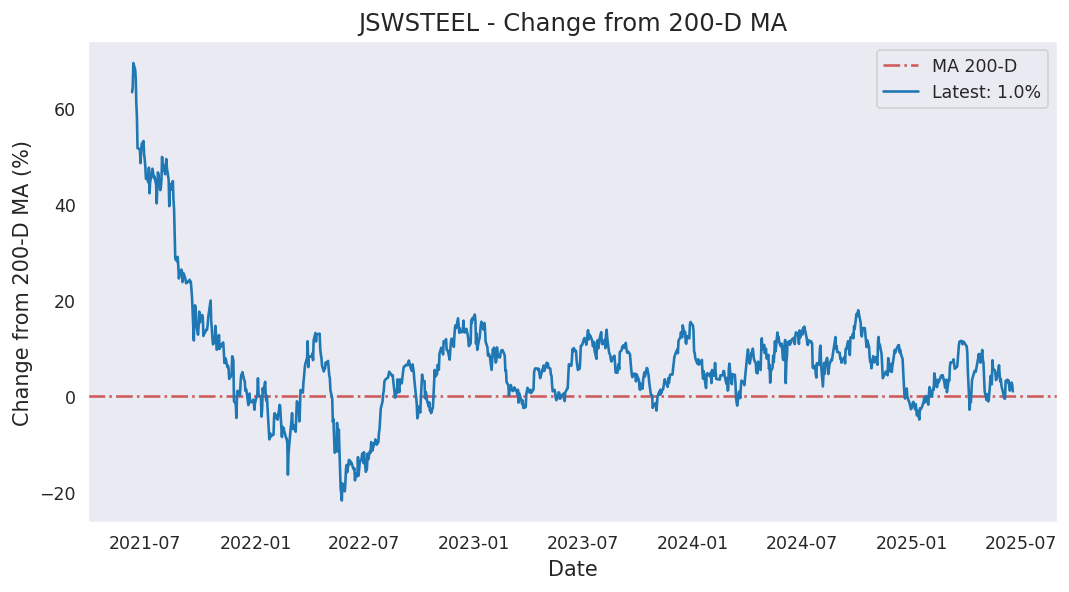 JSWSTEEL - Change from 200-D MA
MA 200-D
Latest: 1.0%
Change from 200-D MA (%)
60
40
20
0
−20
2021-07
2022-01
2022-07
2023-01
2023-07
2024-01
2024-07
2025-01
2025-07
Date